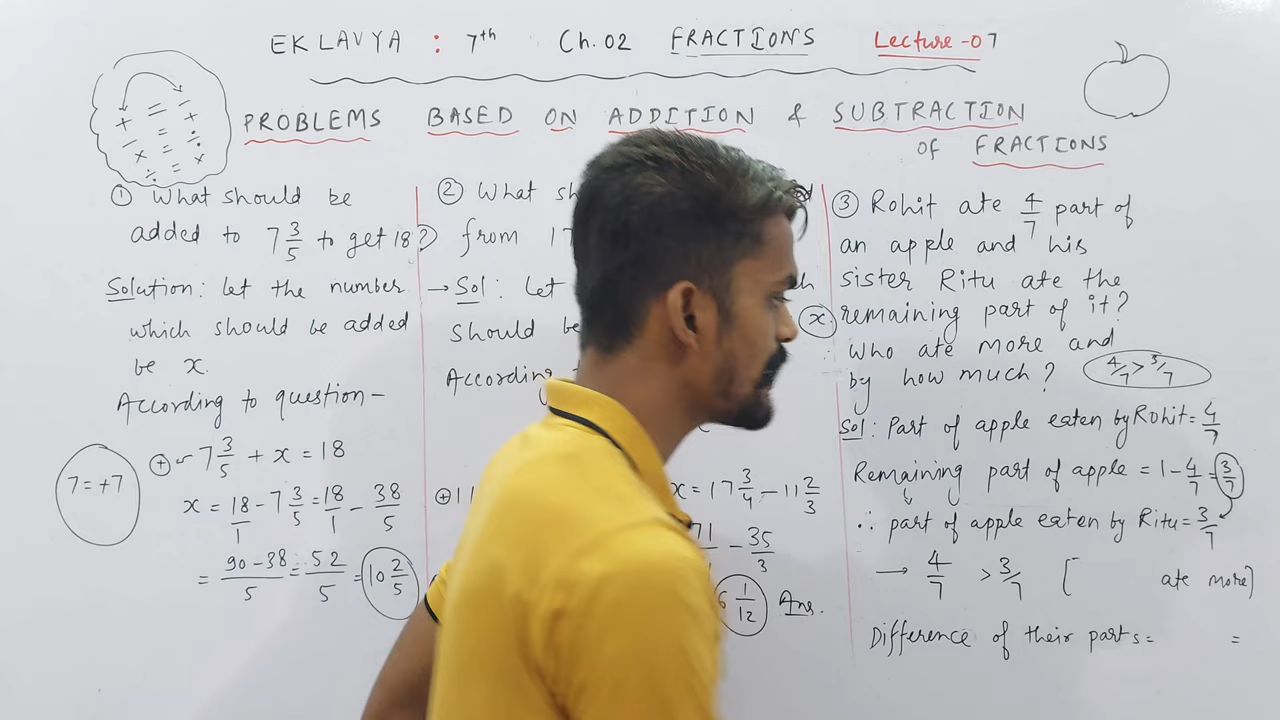 EKLAVYA : 7th Ch. 02 FRACTIONS Lecture -07
PROBLEMS BASED ON ADDITION & SUBTRACTION
OF FRACTIONS
+ = -
- = +
× = ÷
÷ = ×
① What should be
added to 7 3/5 to get 18?
Solution: let the number
which should be added
be x.
According to question -
7 = +7
⊕ 7 3/5 + x = 18
x = 18/1 - 7 3/5 = 18/1 - 38/5
= 90-38/5 = 52/5 = 10 2/5
② What
from 17
→ Sol: Let
should be
x
According
⊕ 11
x = 17 3/4 - 11 2/3
71 - 35/3
6 1/12 Ans.
③ Rohit ate 4/7 part of
an apple and his
sister Ritu ate the
remaining part of it?
Who ate more and
by how much?
4/7 > 3/7
Sol: Part of apple eaten by Rohit = 4/7
Remaining part of apple = 1 - 4/7 = 3/7
∴ part of apple eaten by Ritu = 3/7
→ 4/7 > 3/7 [ ate more]
Difference of their parts = =